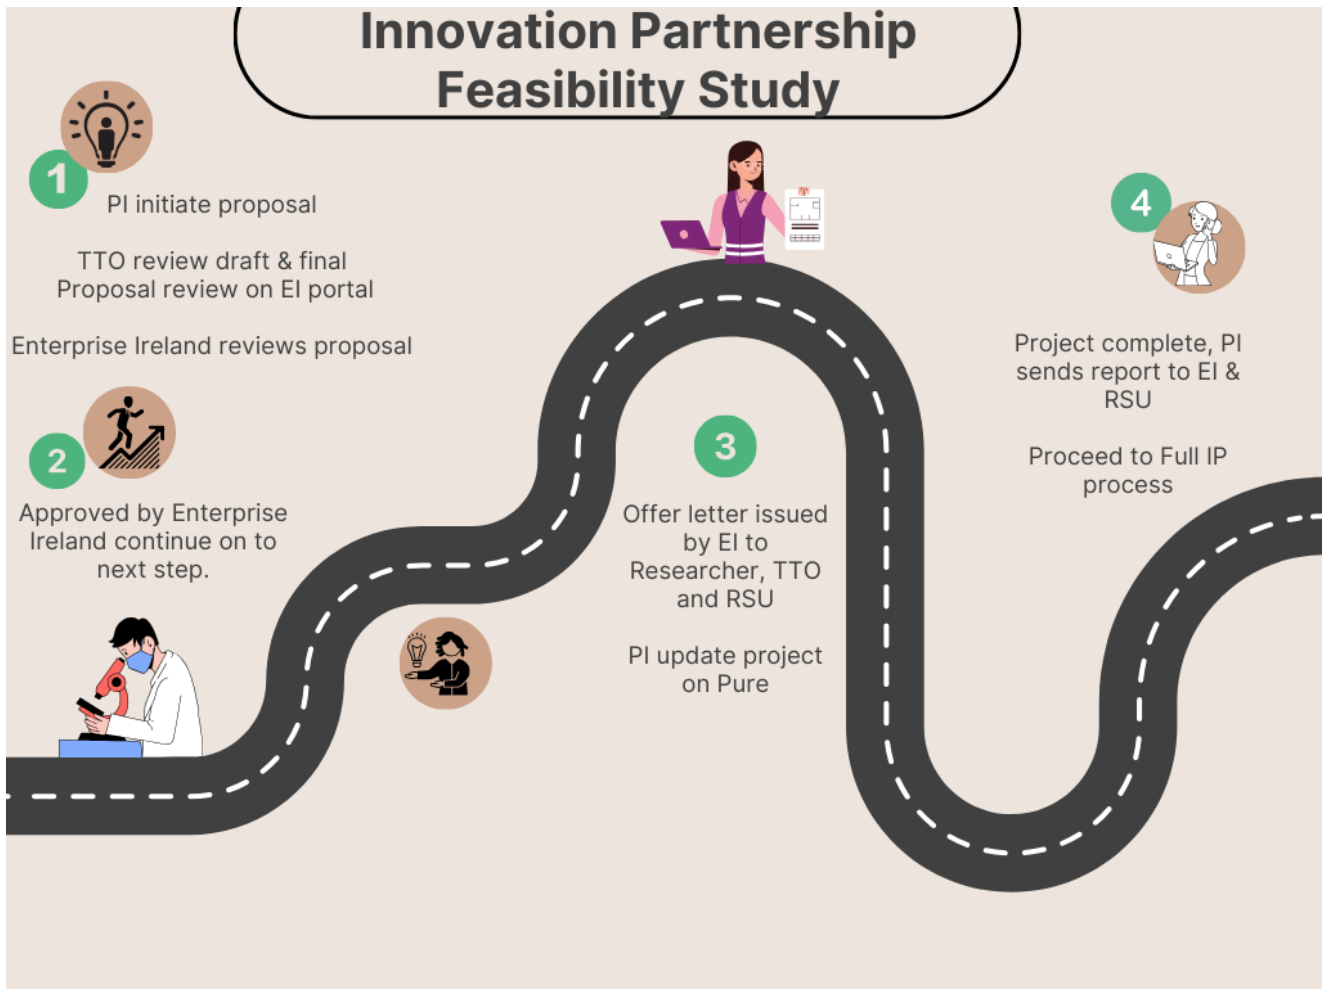 Innovation Partnership
Feasibility Study
1
PI initiate proposal
TTO review draft & final
Proposal review on EI portal
Enterprise Ireland reviews proposal
2
Approved by Enterprise
Ireland continue on to
next step.
3
Offer letter issued
by EI to
Researcher, TTO
and RSU
PI update project
on Pure
4
Project complete, PI
sends report to EI &
RSU
Proceed to Full IP
process